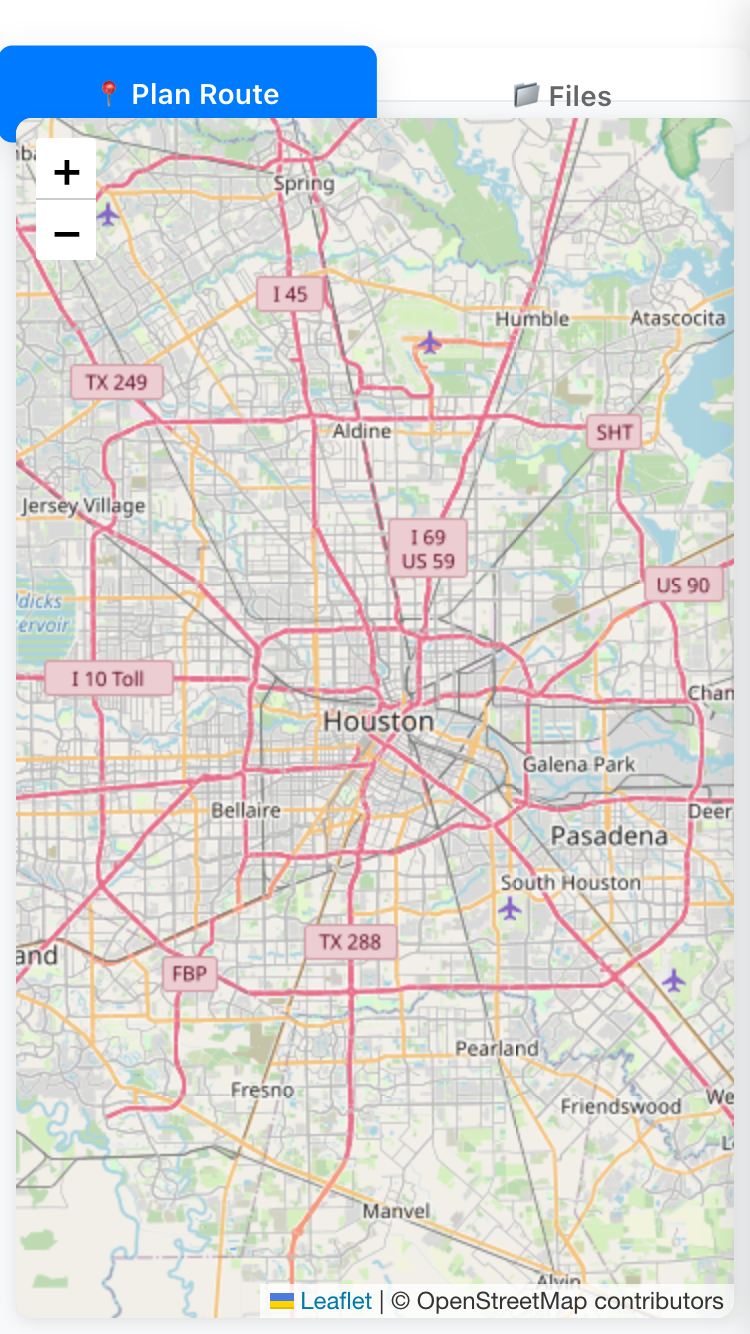 Plan Route
Files
+
−
Spring
I 45
Humble
Atascocita
TX 249
Aldine
SHT
Jersey Village
I 69
US 59
US 90
I 10 Toll
Houston
Galena Park
Bellaire
Deer
Pasadena
South Houston
TX 288
FBP
Pearland
Fresno
Friendswood
Manvel
Alvin
Leaflet | © OpenStreetMap contributors